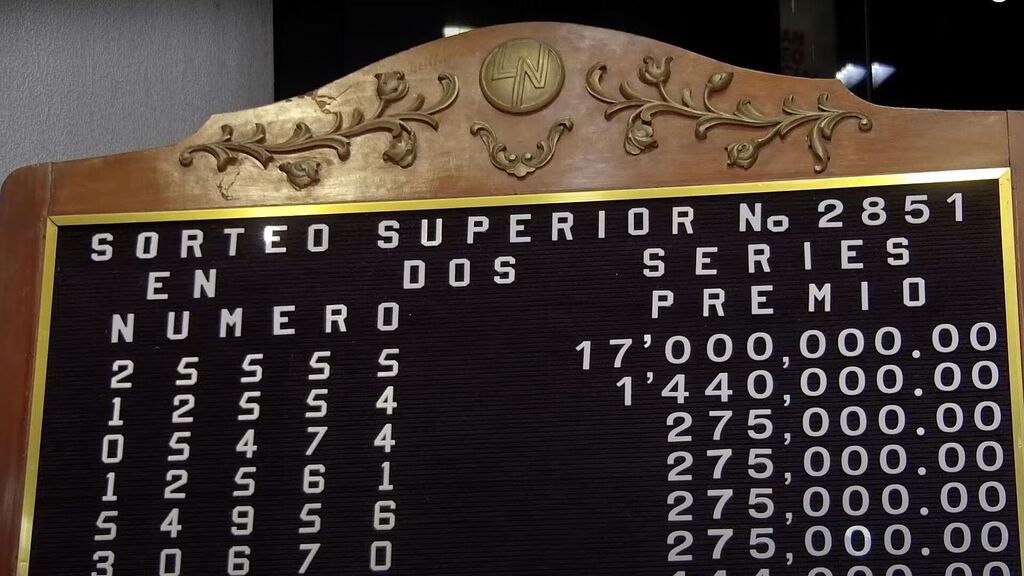 LN
SORTEO SUPERIOR No 2851
EN DOS SERIES
NUMERO PREMIO
2 5 5 5 5 17'000,000.00
1 2 5 5 4 1'440,000.00
0 5 4 7 4 275,000.00
1 2 5 6 1 275,000.00
5 4 9 5 6 275,000.00
3 0 6 7 0 275,000.00